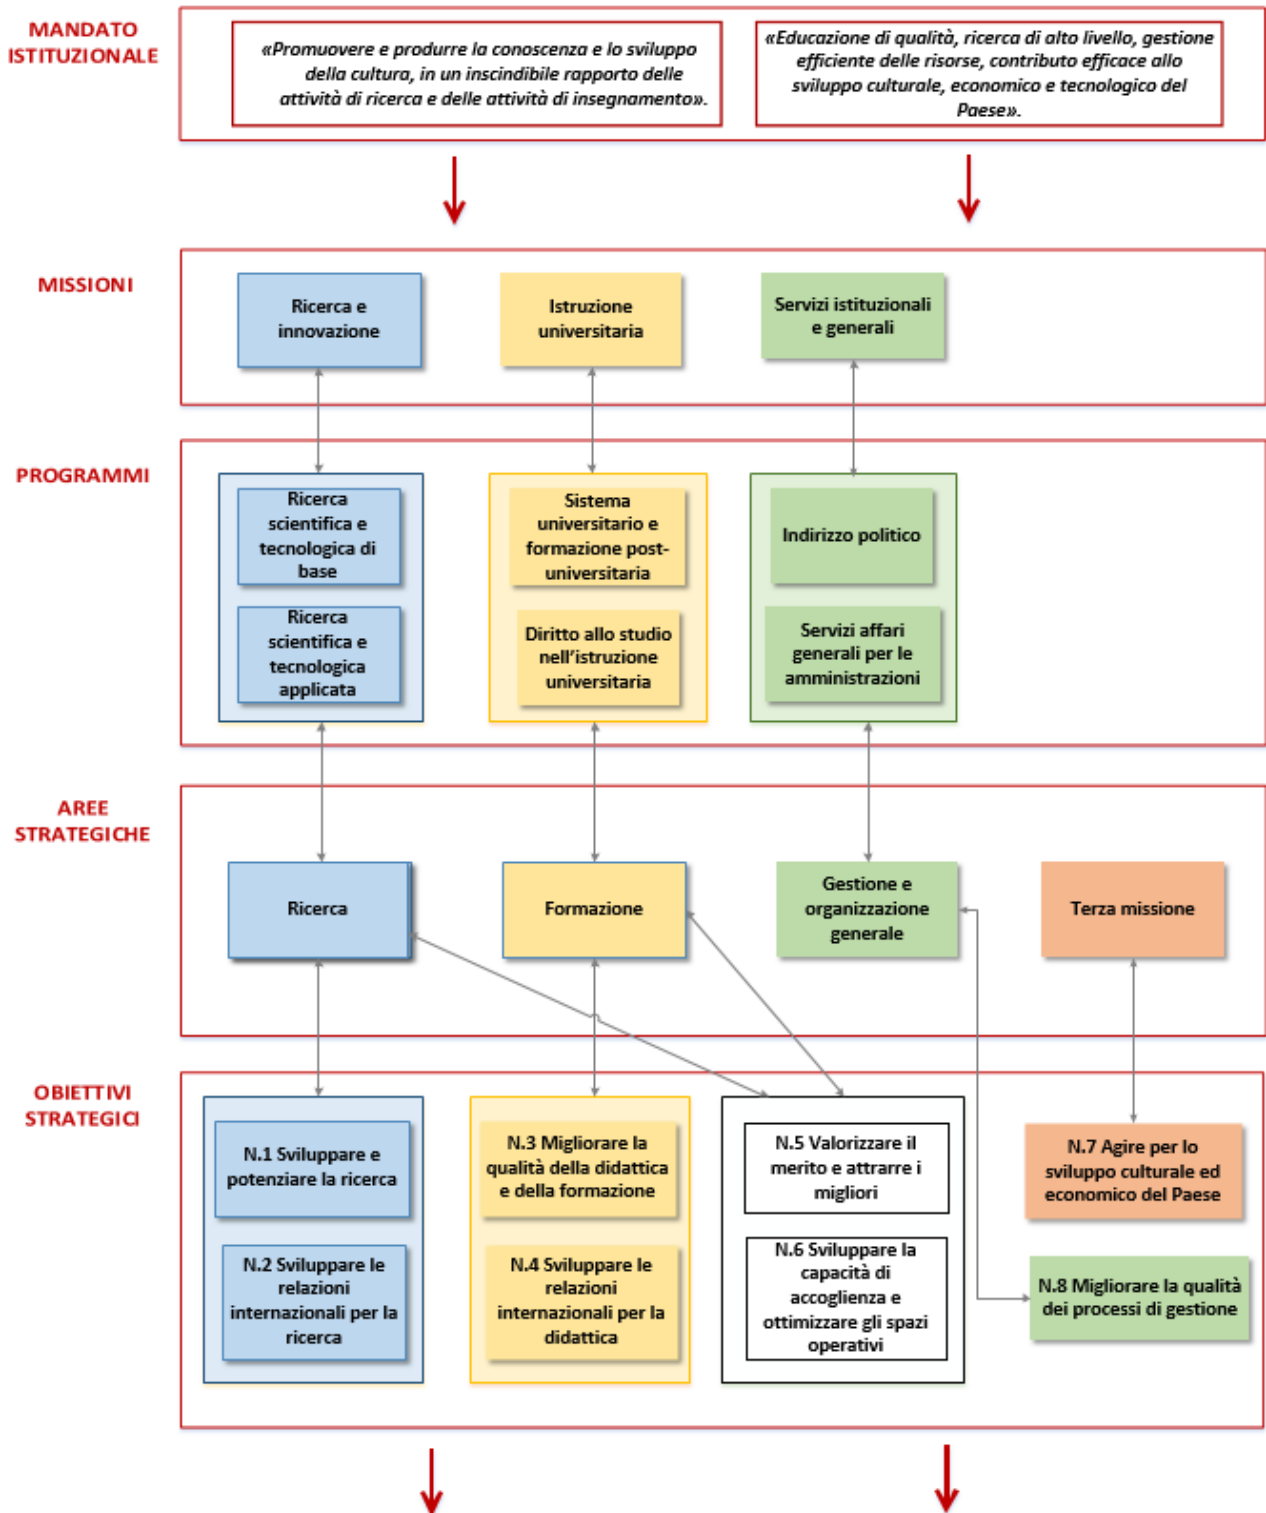 MANDATO
ISTITUZIONALE
«Promuovere e produrre la conoscenza e lo sviluppo
della cultura, in un inscindibile rapporto delle
attività di ricerca e delle attività di insegnamento».
«Educazione di qualità, ricerca di alto livello, gestione
efficiente delle risorse, contributo efficace allo
sviluppo culturale, economico e tecnologico del
Paese».
MISSIONI
Ricerca e
innovazione
Istruzione
universitaria
Servizi istituzionali
e generali
PROGRAMMI
Ricerca
scientifica e
tecnologica di
base
Sistema
universitario e
formazione post-
universitaria
Indirizzo politico
Ricerca
scientifica e
tecnologica
applicata
Diritto allo studio
nell'istruzione
universitaria
Servizi affari
generali per le
amministrazioni
AREE
STRATEGICHE
Ricerca
Formazione
Gestione e
organizzazione
generale
Terza missione
OBIETTIVI
STRATEGICI
N.1 Sviluppare e
potenziare la ricerca
N.3 Migliorare la
qualità della didattica
e della formazione
N.5 Valorizzare il
merito e attrarre i
migliori
N.7 Agire per lo
sviluppo culturale ed
economico del Paese
N.2 Sviluppare le
relazioni
internazionali per la
ricerca
N.4 Sviluppare le
relazioni
internazionali per la
didattica
N.6 Sviluppare la
capacità di
accoglienza e
ottimizzare gli spazi
operativi
N.8 Migliorare la qualità
dei processi di gestione